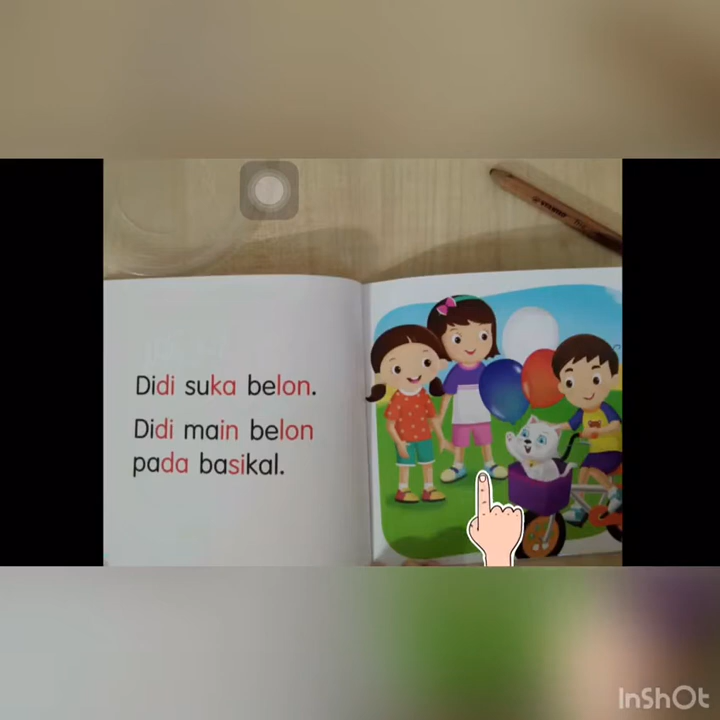 Didi suka belon.
Didi main belon
pada basikal.
InShOt